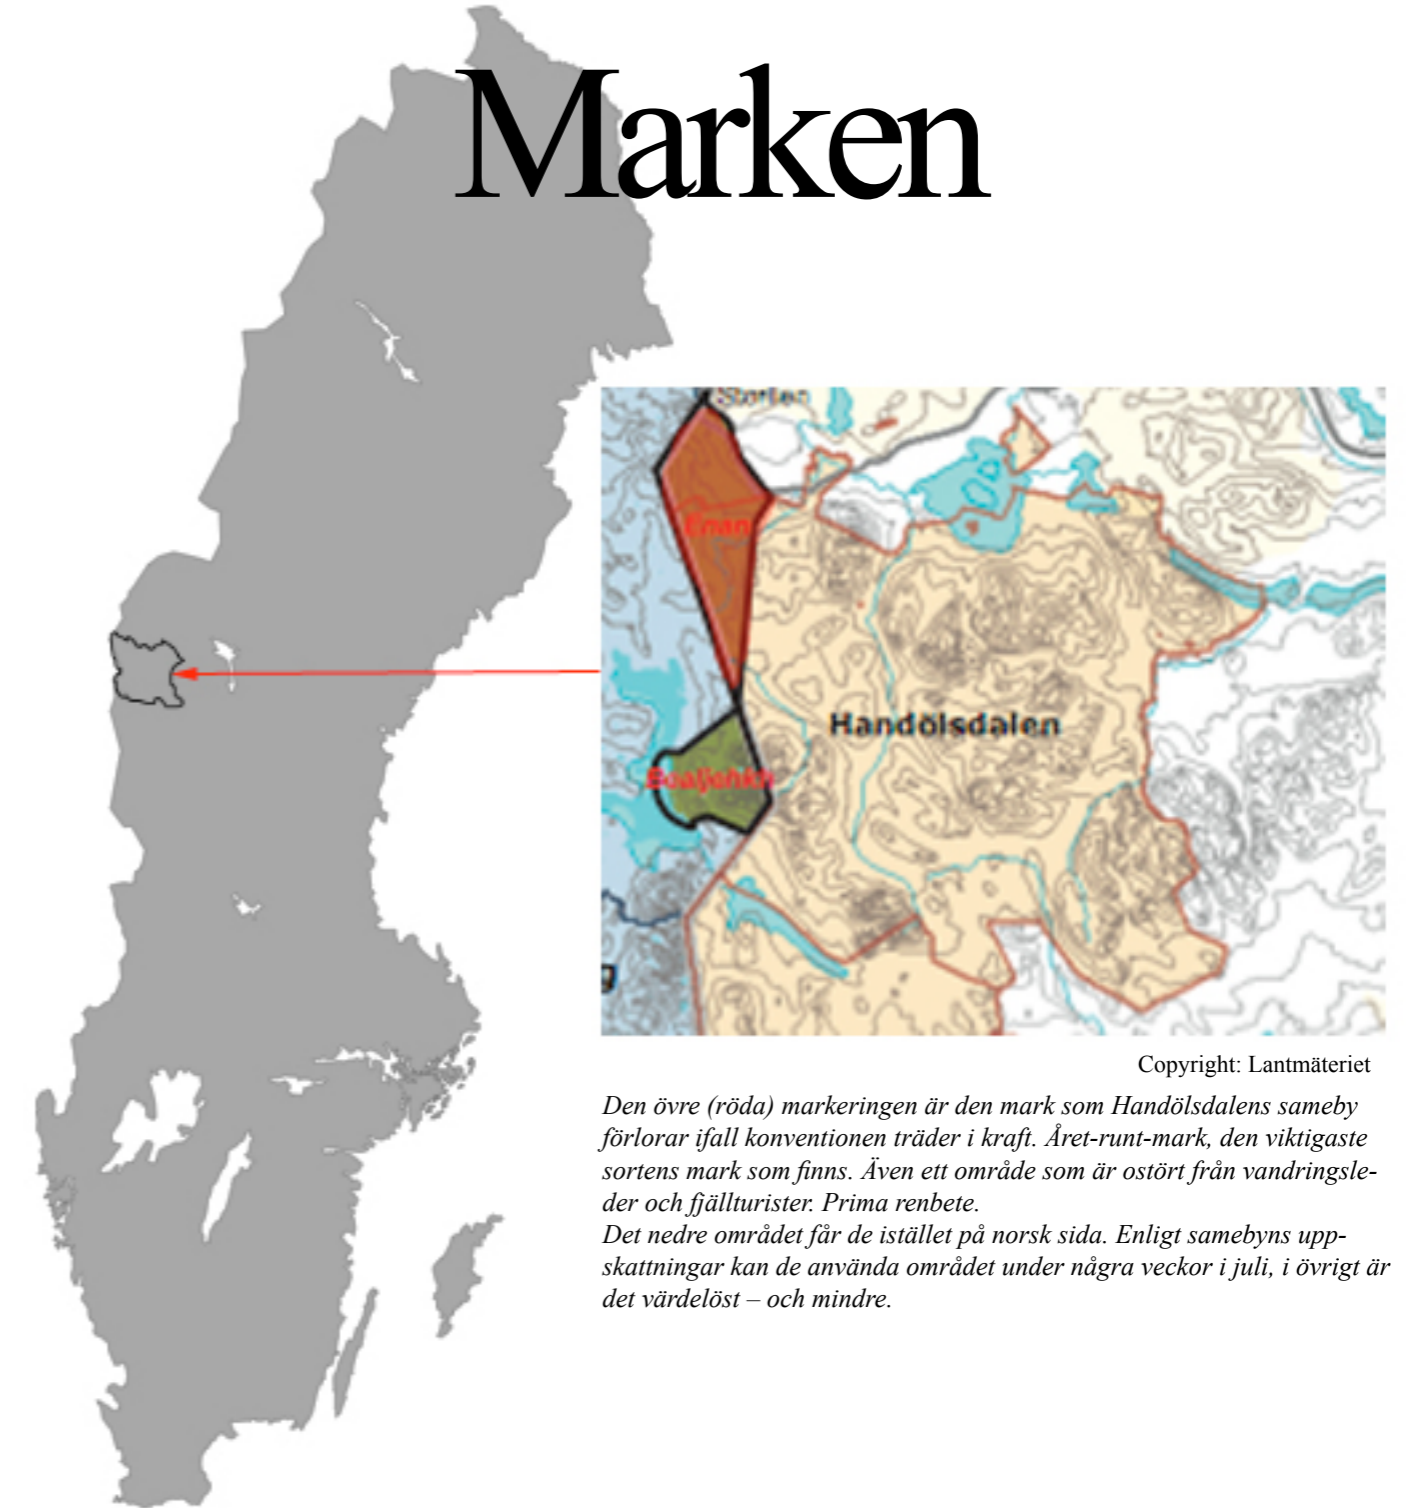 Marken
Storlien
Enan
Handölsdalen
Copyright: Lantmäteriet
Den övre (röda) markeringen är den mark som Handölsdalens sameby
förlorar ifall konventionen träder i kraft. Året-runt-mark, den viktigaste
sortens mark som finns. Även ett område som är ostört från vandringsle-
der och fjällturister. Prima renbete.
Det nedre området får de istället på norsk sida. Enligt samebyns upp-
skattningar kan de använda området under några veckor i juli, i övrigt är
det värdelöst – och mindre.